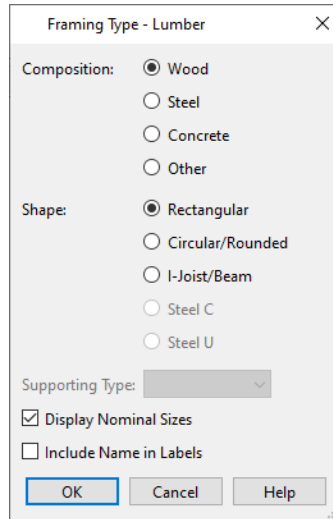 Framing Type - Lumber
Composition: Wood
Steel
Concrete
Other
Shape: Rectangular
Circular/Rounded
I-Joist/Beam
Steel C
Steel U
Supporting Type:
Display Nominal Sizes
Include Name in Labels
OK Cancel Help